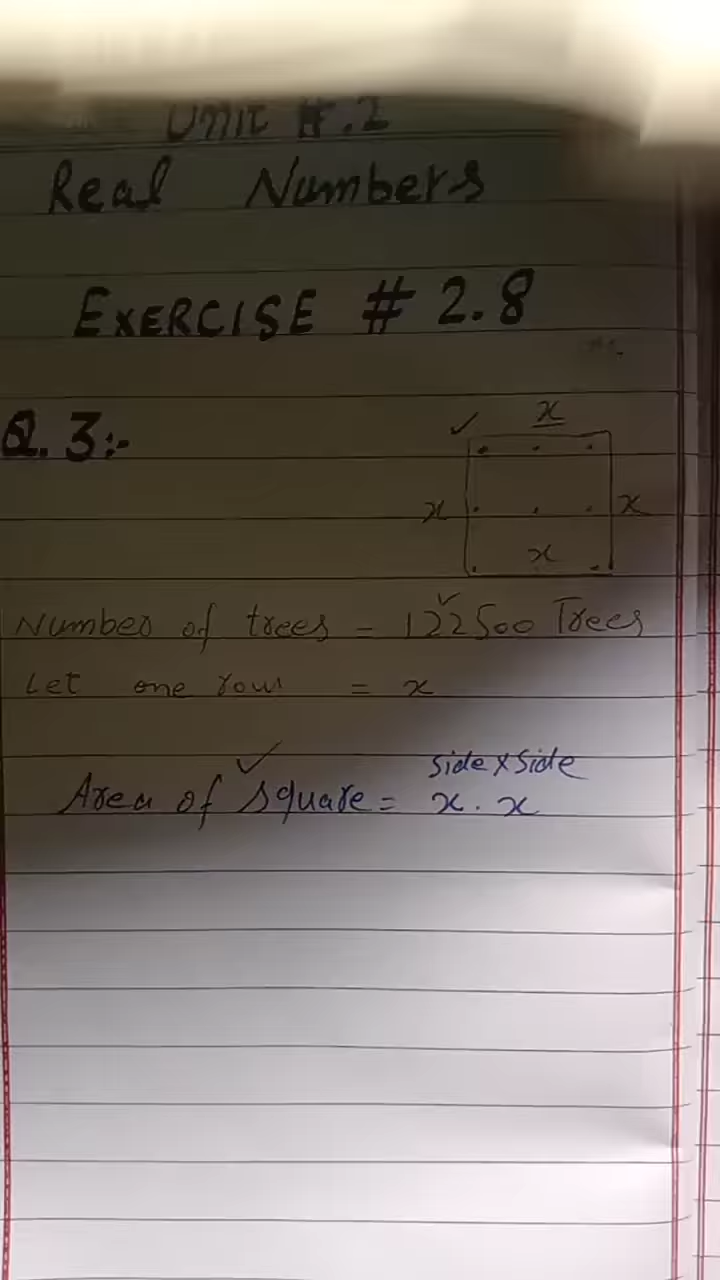 Unit #.2
Real Numbers
EXERCISE # 2.8
Q.3:-
x
x x
x
Number of trees = 122500 Trees
Let one row = x
side x side
Area of square = x . x